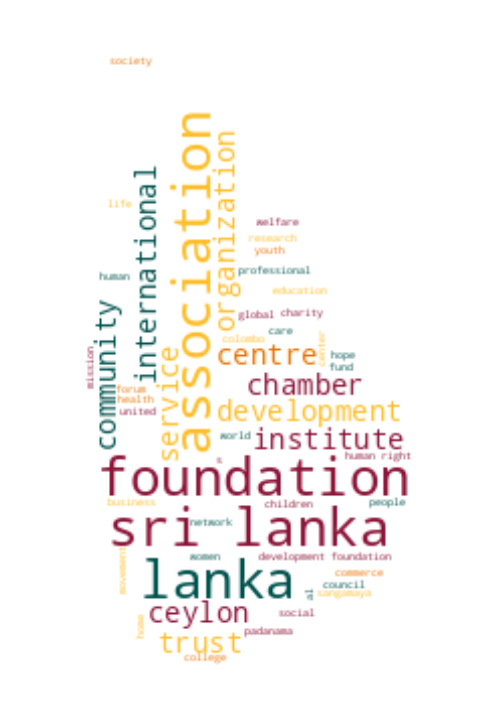 society
association
organization
international
life
welfare
research
youth
professional
human
education
community
global
charity
care
colombo
center
centre
service
mission
hope
fund
chamber
forum
health
united
development
world
institute
human right
s
foundation
business
children
people
sri lanka
network
women
development foundation
movement
lanka
commerce
council
al
sangamaya
ceylon
social
home
trust
padanama
college